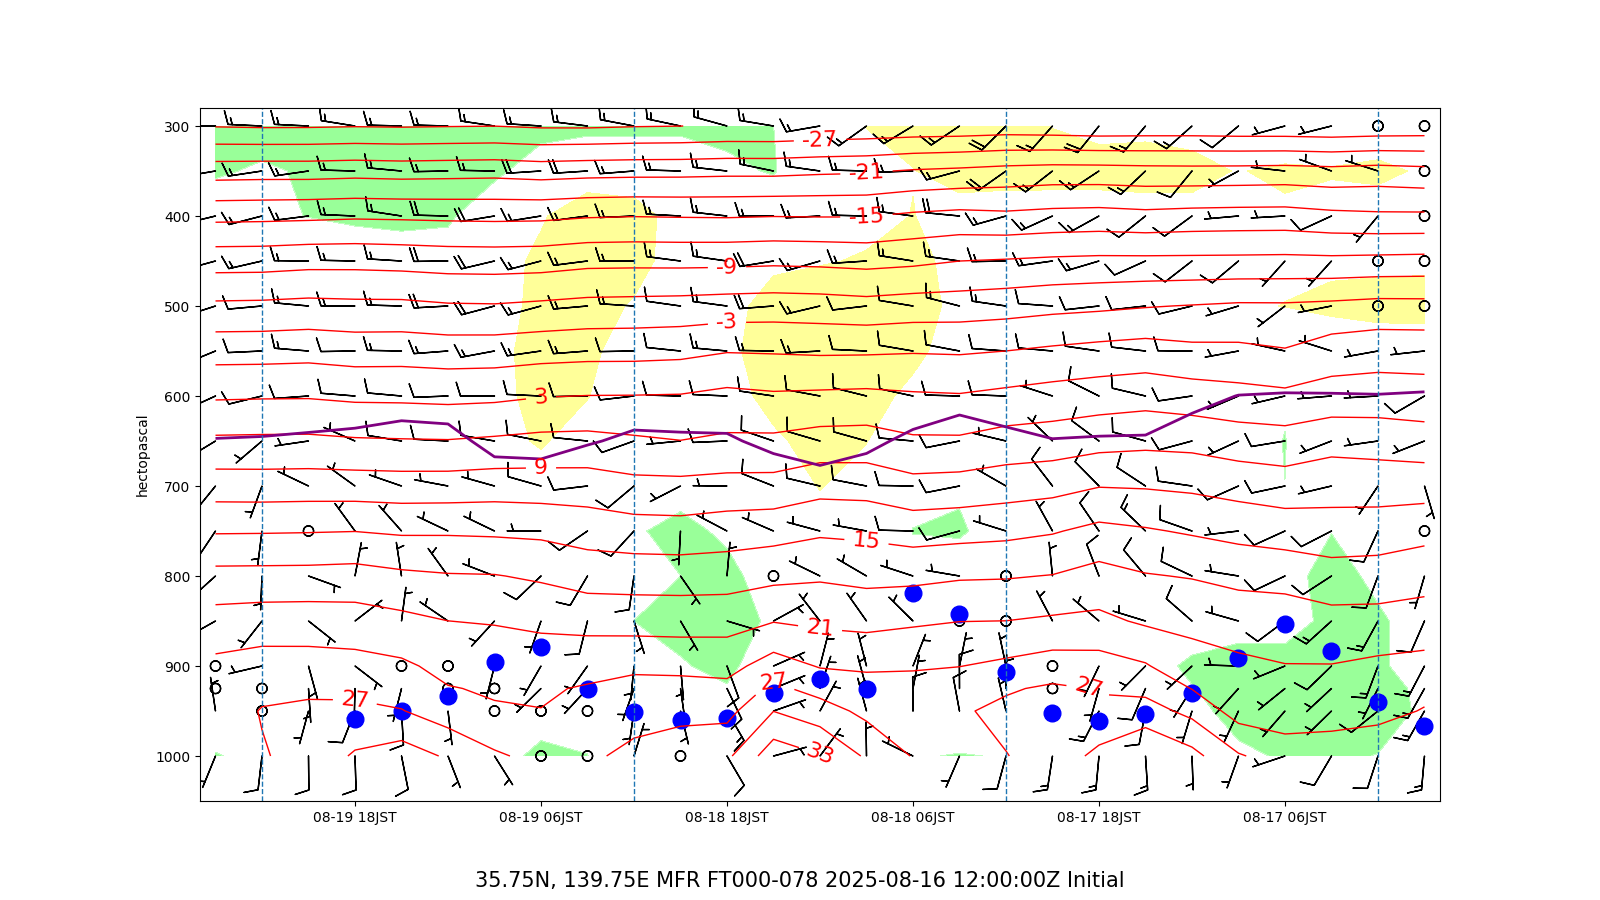 300
400
500
600
700
800
900
1000
hectopascal
-27
-21
-15
-9
-3
3
9
15
21
27
27
27
33
08-19 18JST
08-19 06JST
08-18 18JST
08-18 06JST
08-17 18JST
08-17 06JST
35.75N, 139.75E MFR FT000-078 2025-08-16 12:00:00Z Initial